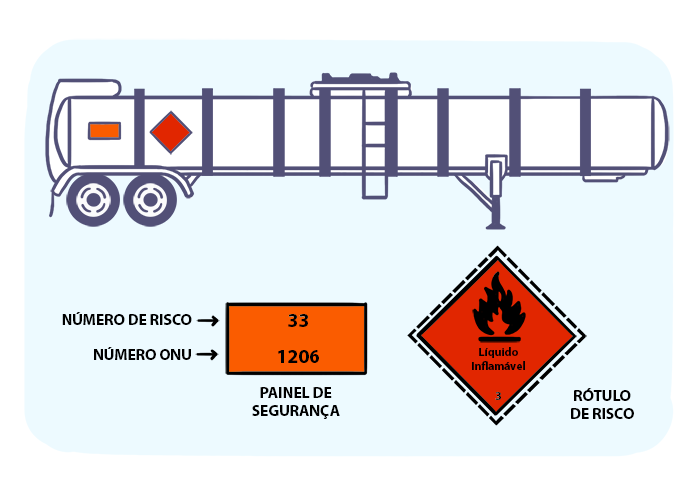 NÚMERO DE RISCO
33
NÚMERO ONU
1206
PAINEL DE
SEGURANÇA
Líquido
Inflamável
3
RÓTULO
DE RISCO